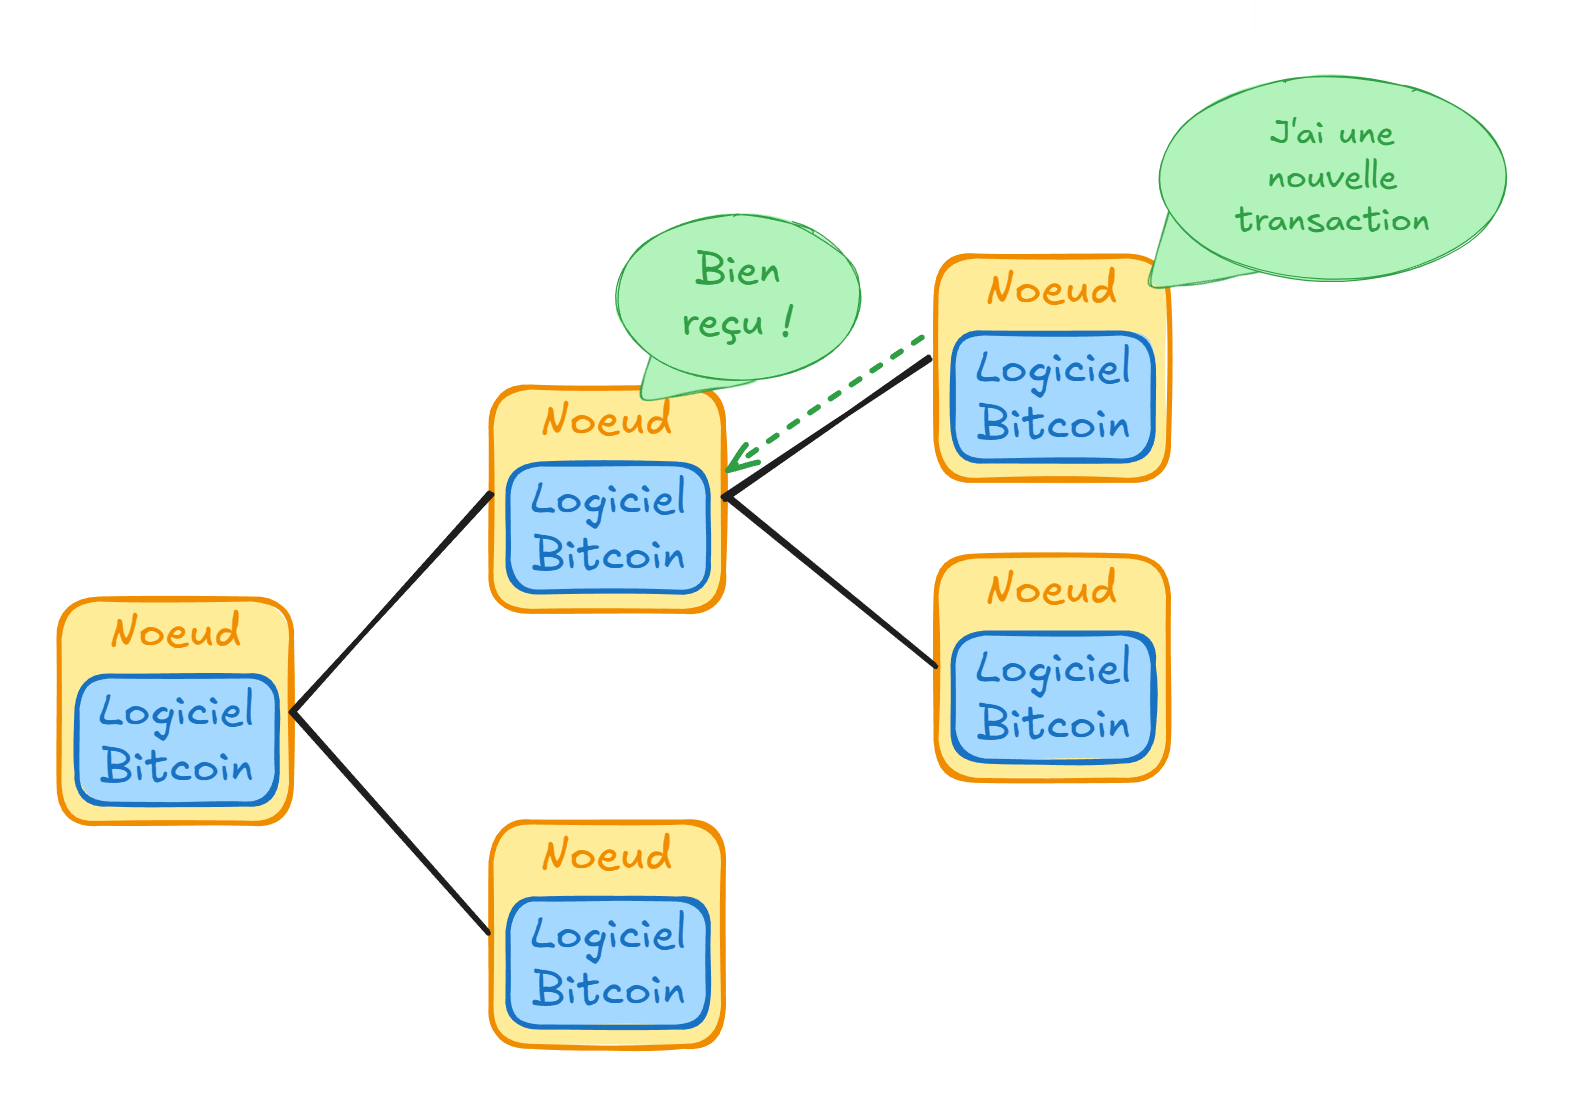 J'ai une
nouvelle
transaction
Bien
reçu !
Noeud
Logiciel
Bitcoin
Noeud
Logiciel
Bitcoin
Noeud
Logiciel
Bitcoin
Noeud
Logiciel
Bitcoin
Noeud
Logiciel
Bitcoin